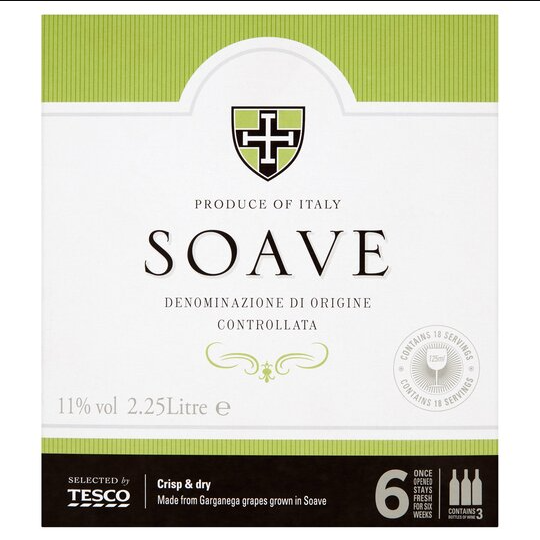 PRODUCE OF ITALY
SOAVE
DENOMINAZIONE DI ORIGINE
CONTROLLATA
CONTAINS 18 SERVINGS
125ml
CONTAINS 18 SERVINGS
11% vol 2.25Litre ℮
SELECTED by
TESCO
Crisp & dry
Made from Garganega grapes grown in Soave
6
ONCE
OPENED
STAYS
FRESH
FOR SIX
WEEKS
CONTAINS
BOTTLES OF WINE 3